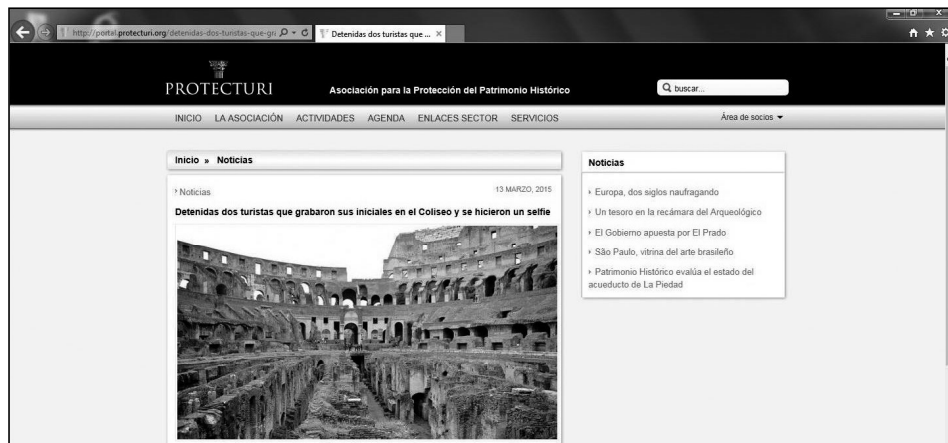 http://portal.protecturi.org/detenidas-dos-turistas-que-gra
Detenidas dos turistas que ...
PROTECTURI
Asociación para la Protección del Patrimonio Histórico
buscar...
INICIO LA ASOCIACIÓN ACTIVIDADES AGENDA ENLACES SECTOR SERVICIOS
Área de socios
Inicio » Noticias
Noticias
13 MARZO, 2015
Detenidas dos turistas que grabaron sus iniciales en el Coliseo y se hicieron un selfie
Noticias
Europa, dos siglos naufragando
Un tesoro en la recámara del Arqueológico
El Gobierno apuesta por El Prado
São Paulo, vitrina del arte brasileño
Patrimonio Histórico evalúa el estado del
acueducto de La Piedad